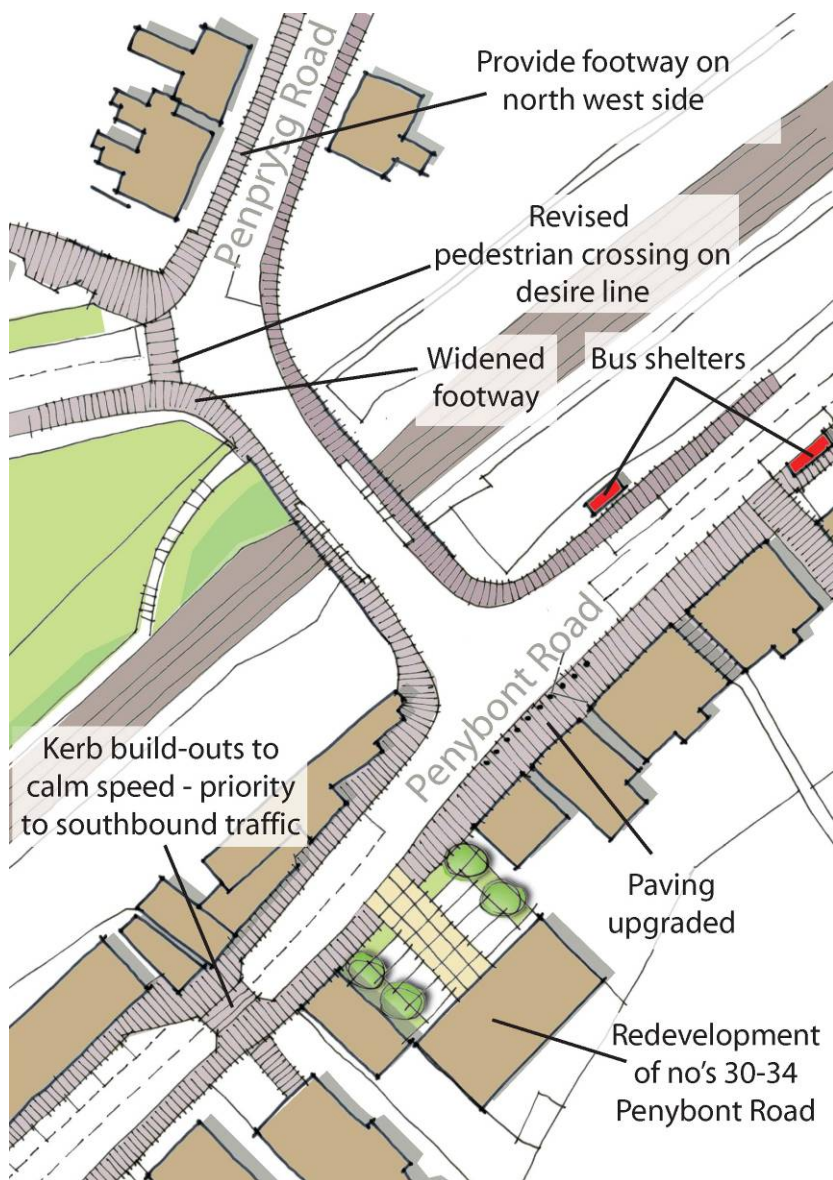 Provide footway on
north west side
Penprysg Road
Revised
pedestrian crossing on
desire line
Widened
footway
Bus shelters
Penybont Road
Kerb build-outs to
calm speed - priority
to southbound traffic
Paving
upgraded
Redevelopment
of no's 30-34
Penybont Road